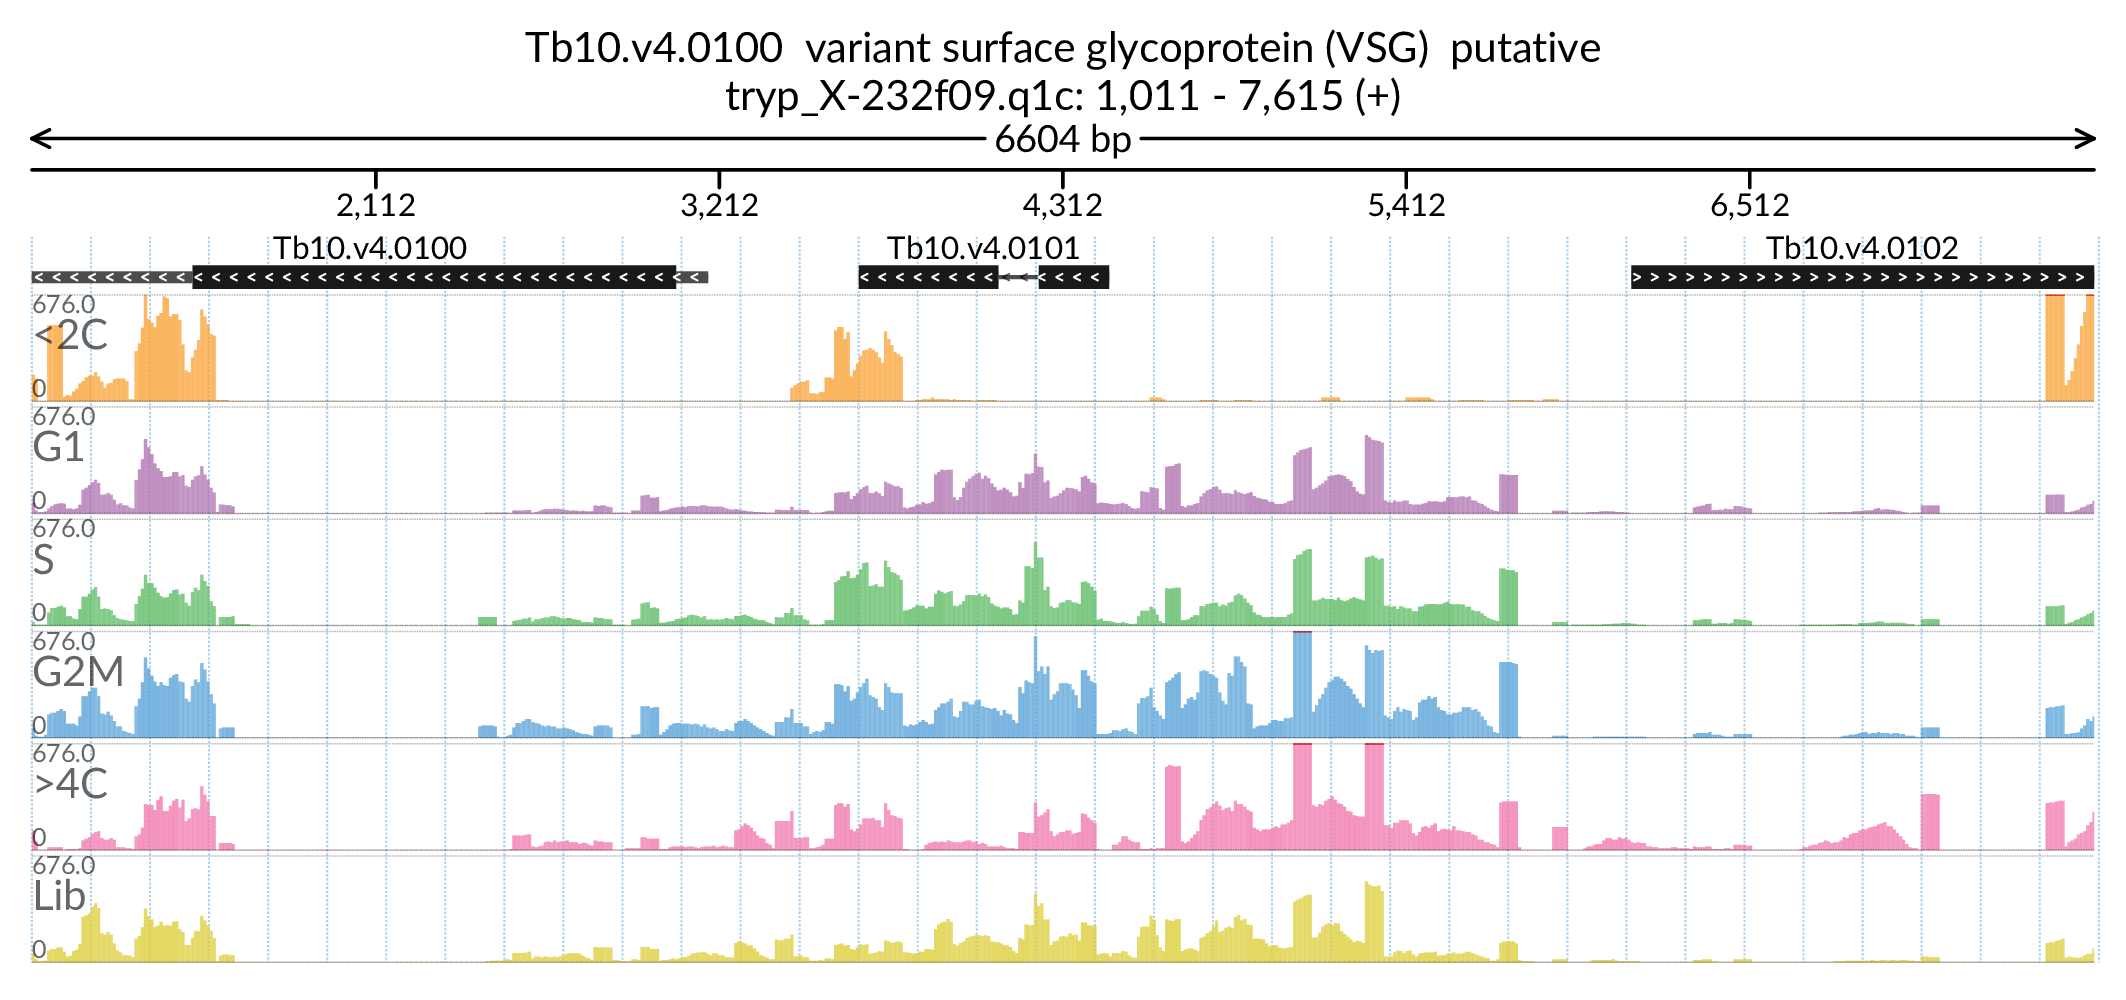 Tb10.v4.0100  variant surface glycoprotein (VSG)  putative
tryp_X-232f09.q1c: 1,011 - 7,615 (+)
6604 bp
2,112 3,212 4,312 5,412 6,512
Tb10.v4.0100 Tb10.v4.0101 Tb10.v4.0102
676.0
<2C
0
676.0
G1
0
676.0
S
0
676.0
G2M
0
676.0
>4C
0
676.0
Lib
0